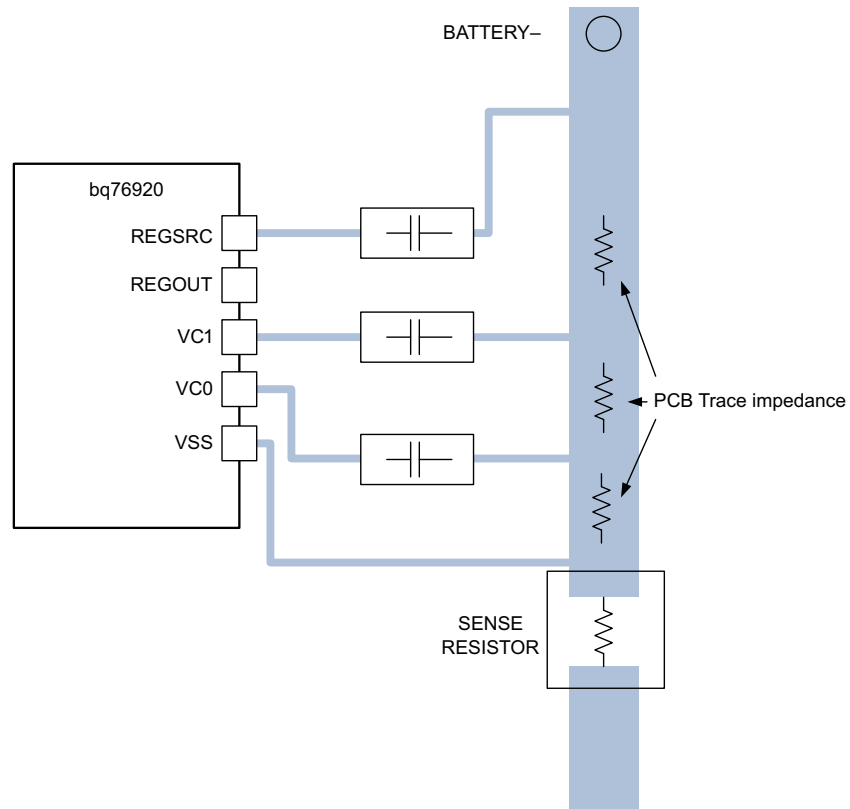 BATTERY–
bq76920
REGSRC
REGOUT
VC1
VC0
VSS
PCB Trace impedance
SENSE
RESISTOR